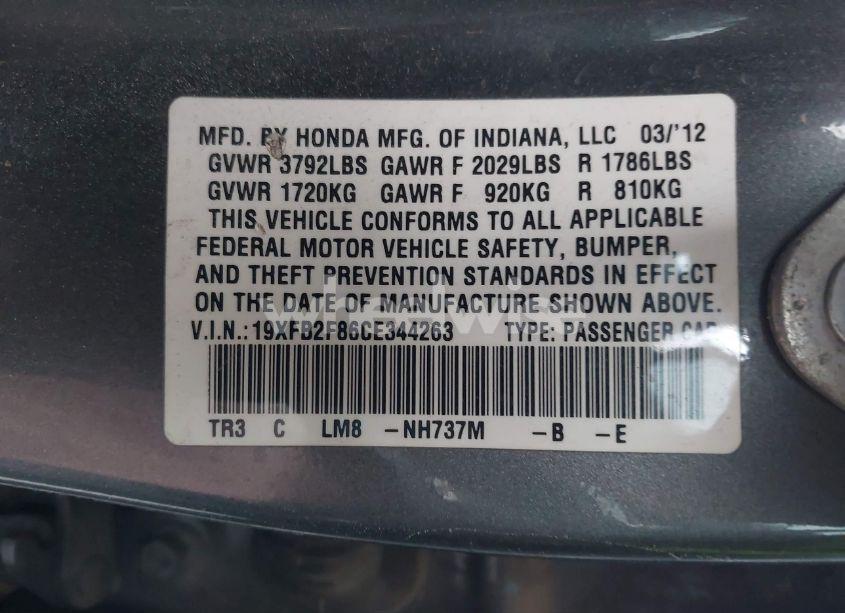 MFD. BY HONDA MFG. OF INDIANA, LLC 03/'12
GVWR 3792LBS GAWR F 2029LBS R 1786LBS
GVWR 1720KG GAWR F 920KG R 810KG
THIS VEHICLE CONFORMS TO ALL APPLICABLE
FEDERAL MOTOR VEHICLE SAFETY, BUMPER,
AND THEFT PREVENTION STANDARDS IN EFFECT
ON THE DATE OF MANUFACTURE SHOWN ABOVE.
wheelwise
V.I.N.: 19XFB2F86CE344263 TYPE: PASSENGER CAR
TR3 C LM8 -NH737M -B -E